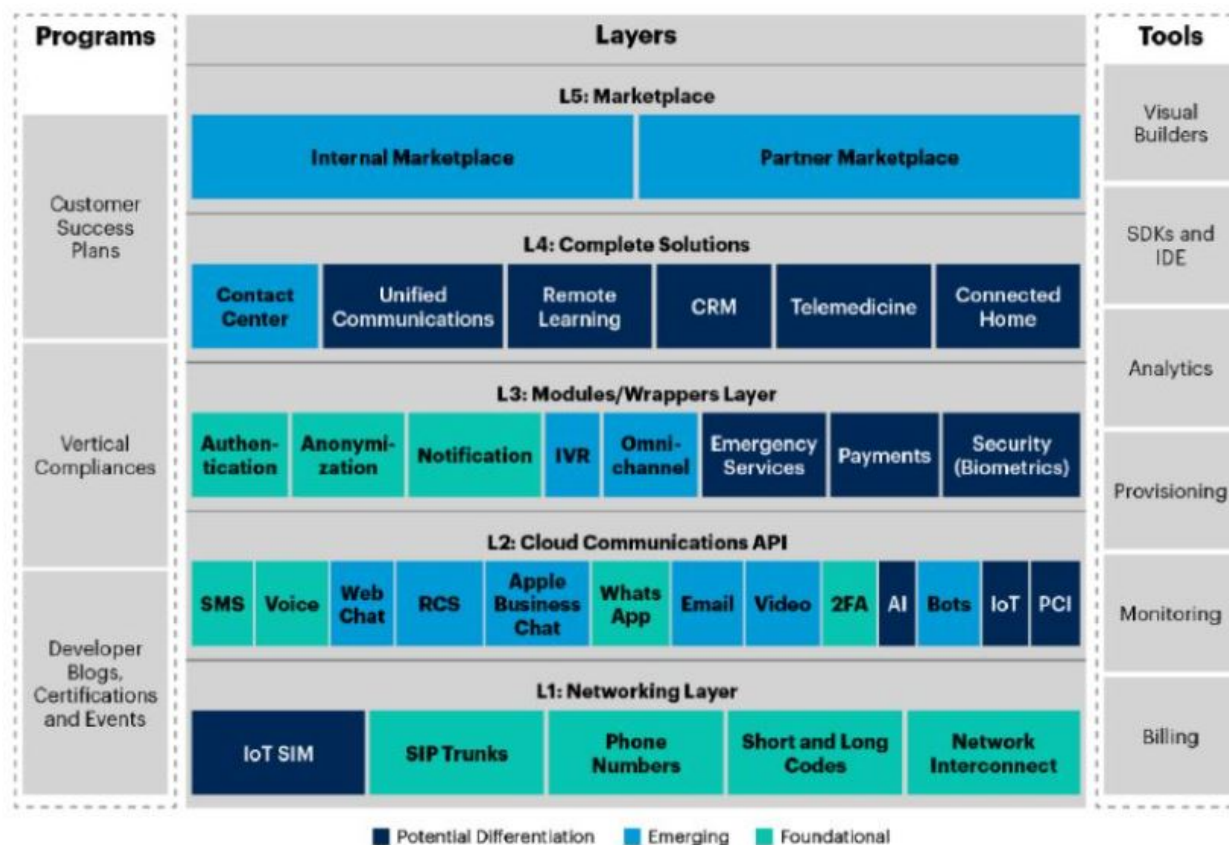 Programs
Customer
Success
Plans
Vertical
Compliances
Developer
Blogs,
Certifications
and Events
Layers
L5: Marketplace
Internal Marketplace
Partner Marketplace
L4: Complete Solutions
Contact
Center
Unified
Communications
Remote
Learning
CRM
Telemedicine
Connected
Home
L3: Modules/Wrappers Layer
Authen-
tication
Anonymi-
zation
Notification
IVR
Omni-
channel
Emergency
Services
Payments
Security
(Biometrics)
L2: Cloud Communications API
SMS
Voice
Web
Chat
RCS
Apple
Business
Chat
Whats
App
Email
Video
2FA
AI
Bots
IoT
PCI
L1: Networking Layer
IoT SIM
SIP Trunks
Phone
Numbers
Short and Long
Codes
Network
Interconnect
Tools
Visual
Builders
SDKs and
IDE
Analytics
Provisioning
Monitoring
Billing
Potential Differentiation
Emerging
Foundational